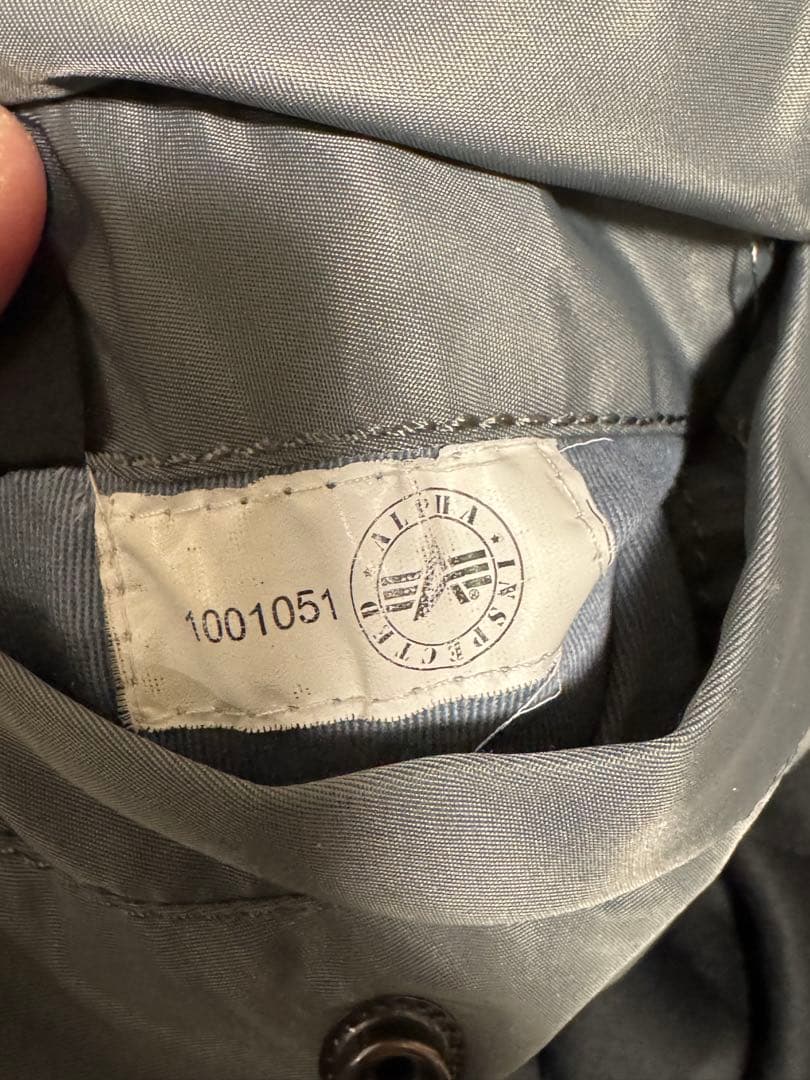 1001051
ALPHA
INSPECTED
®